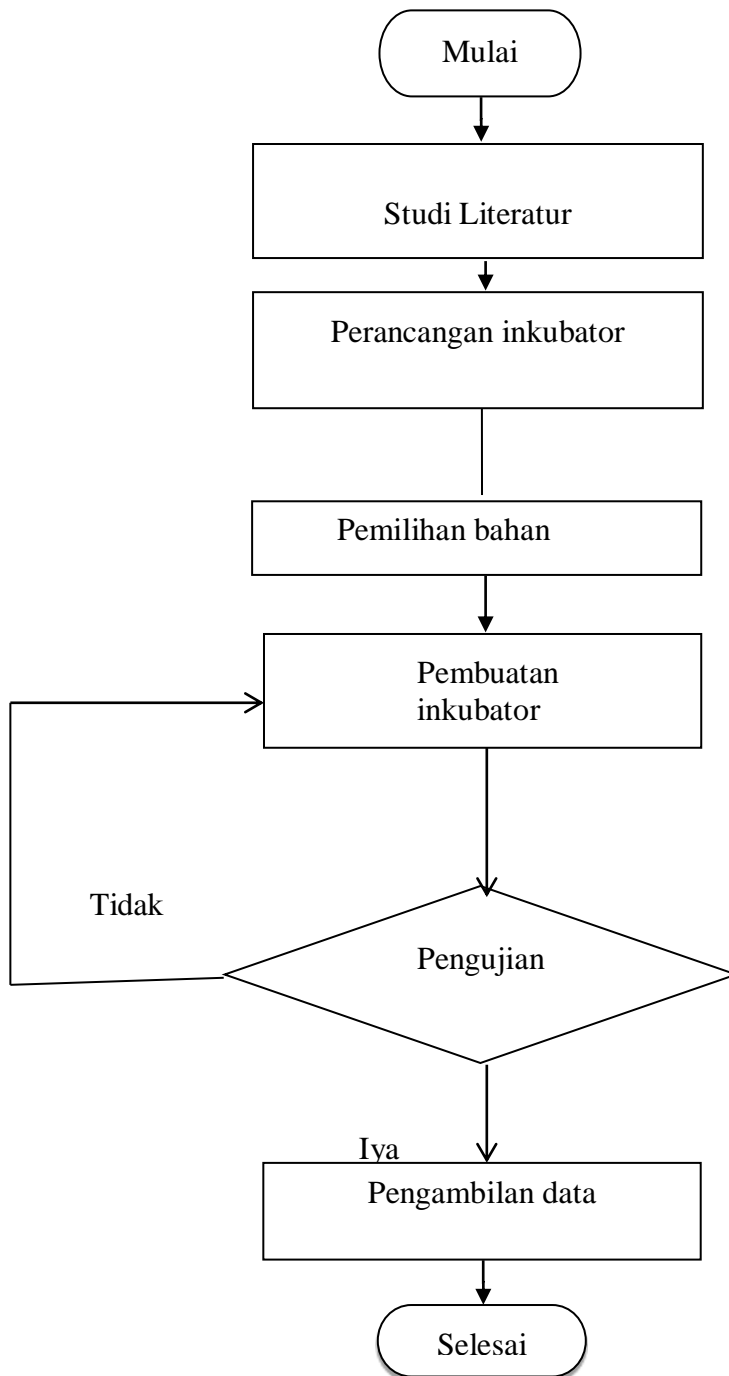 Mulai
Studi Literatur
Perancangan inkubator
Pemilihan bahan
Pembuatan
inkubator
Tidak
Pengujian
Iya
Pengambilan data
Selesai